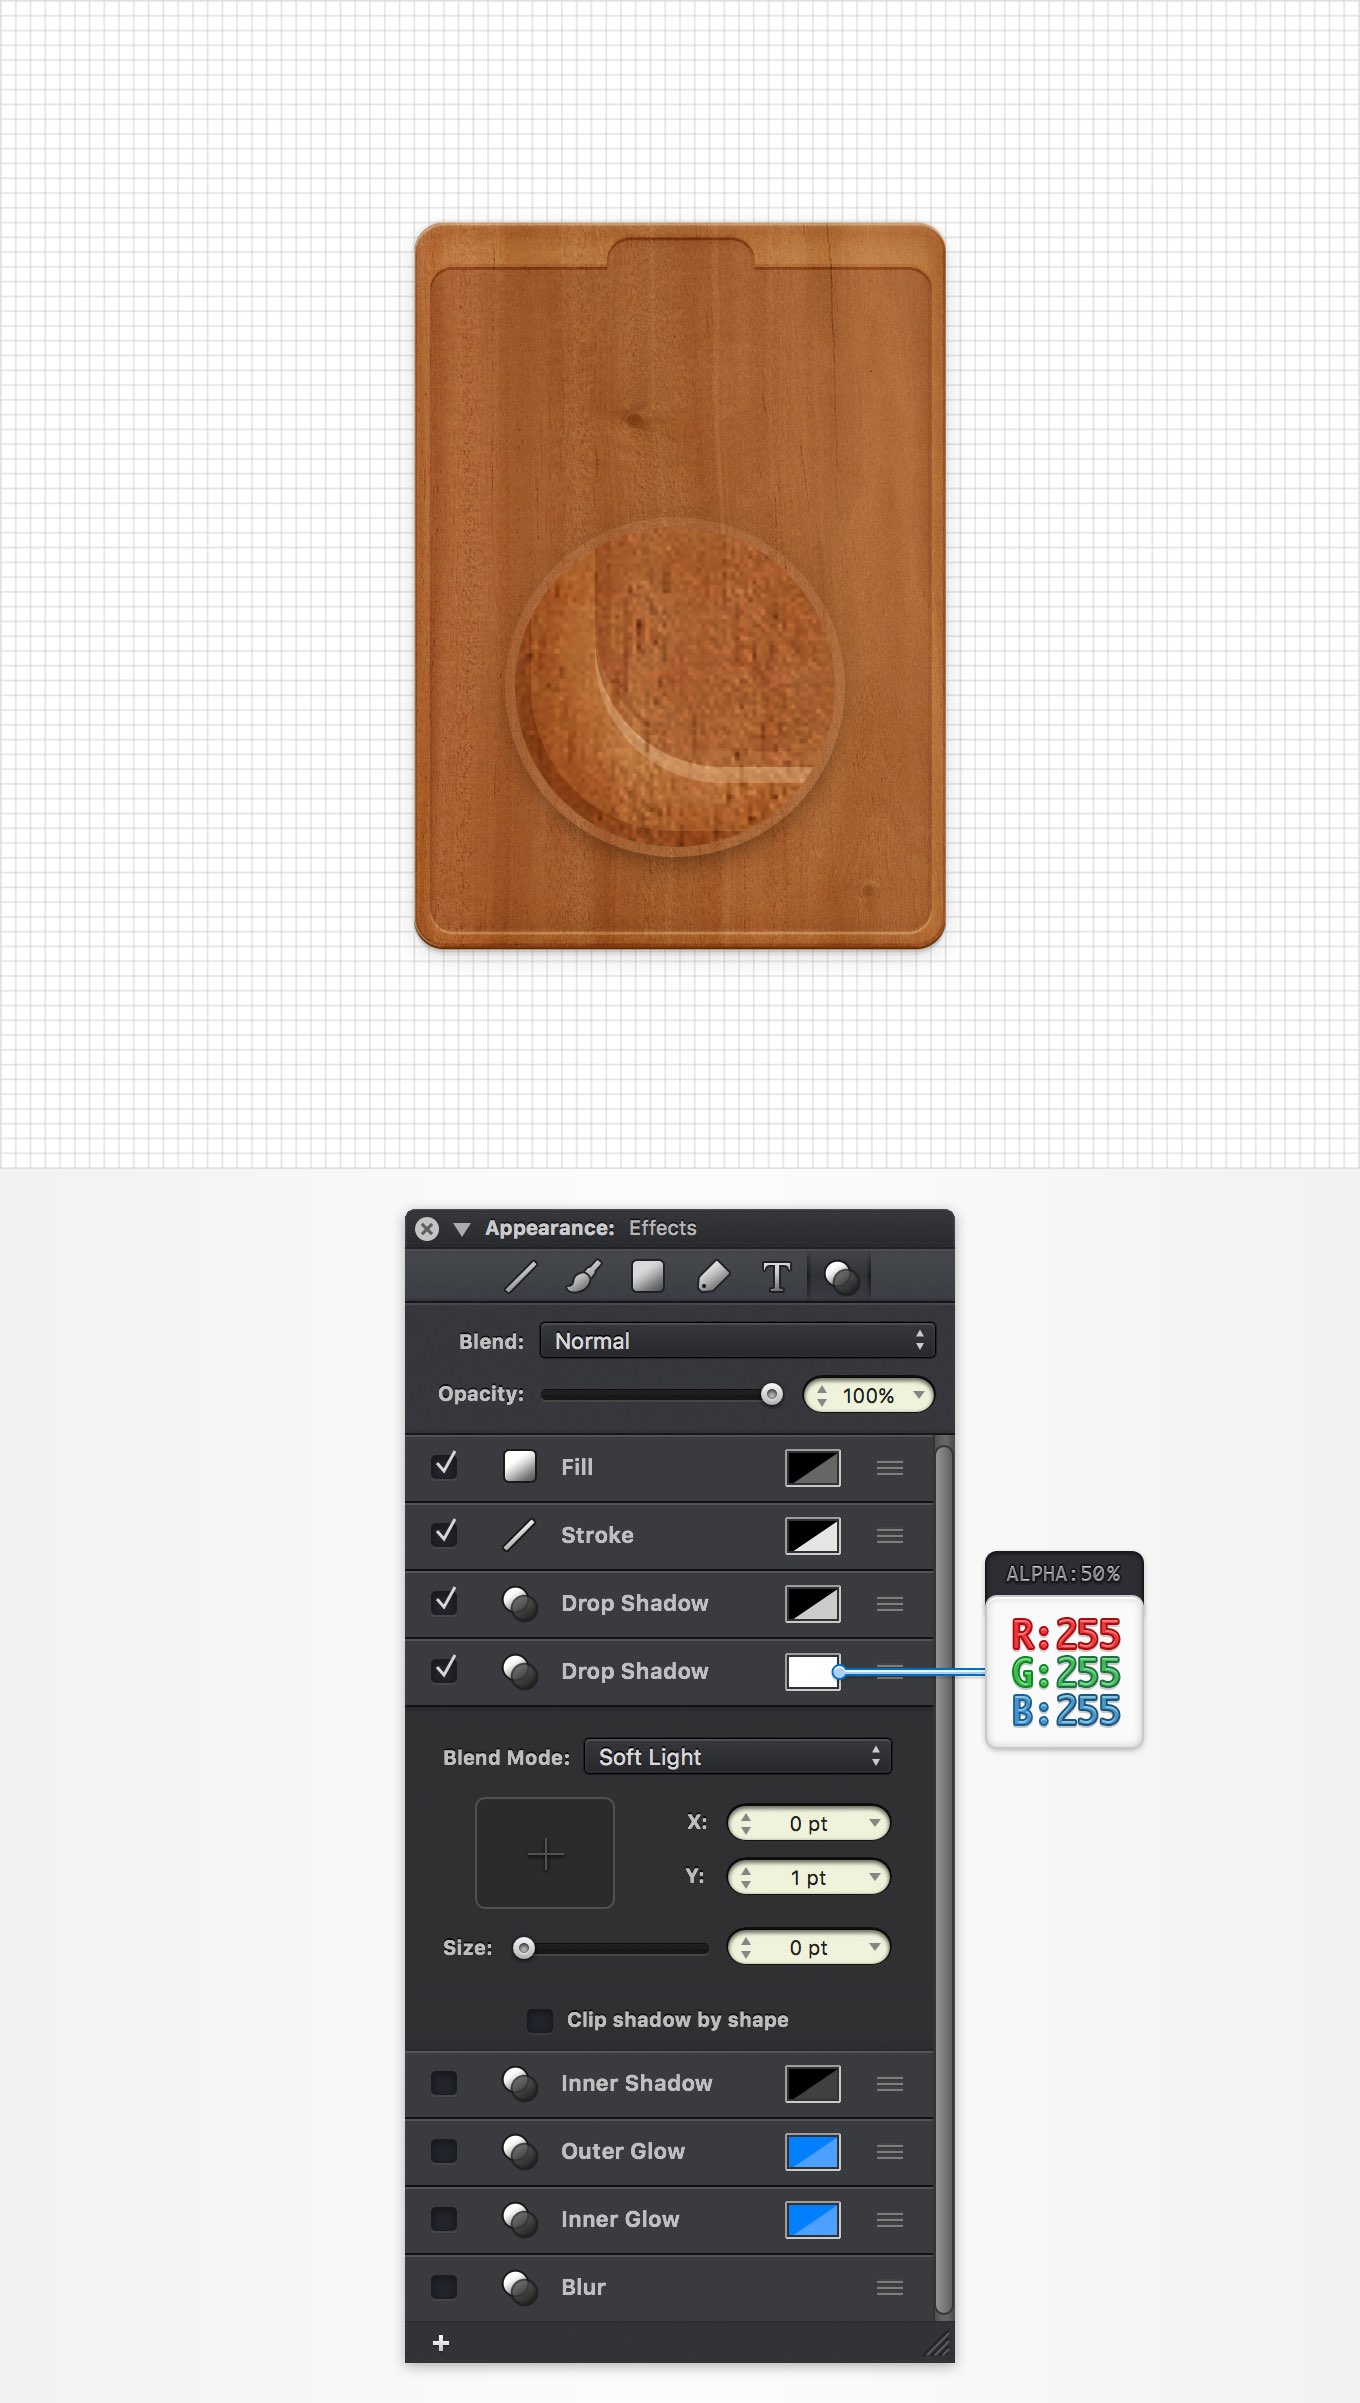 Appearance: Effects
T
Blend: Normal
Opacity: 100%
Fill
Stroke
Drop Shadow
Drop Shadow
ALPHA:50%
R:255
G:255
B:255
Blend Mode: Soft Light
X: 0 pt
Y: 1 pt
Size: 0 pt
Clip shadow by shape
Inner Shadow
Outer Glow
Inner Glow
Blur